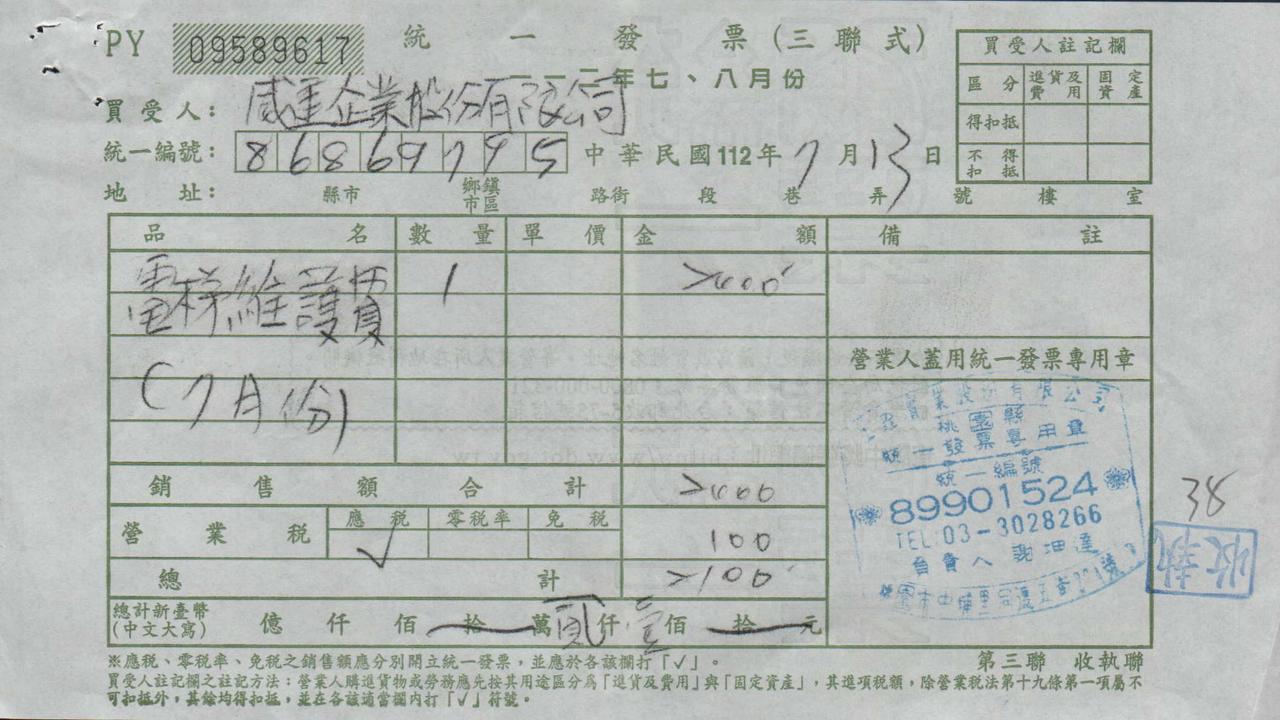 PY 09589617 統一發票(三聯式)
一一二年七、八月份
買受人: 威運企業股份有限公司
統一編號: 86869795 中華民國112年7月13日
地址: 縣市 鄉鎮市區 路街 段 巷 弄 號 樓 室
買受人註記欄
區分 進貨及費用 固定資產
得扣抵
不得扣抵
品名 數量 單價 金額 備註
電梯維護費 1 2000
(7月份)
營業人蓋用統一發票專用章
桃園縣
統一發票專用章
統一編號
89901524
TEL:03-3028266
負責人
銷售額合計 2000
營業稅 應稅 零稅率 免稅
✓ 100
總計 2100
總計新臺幣(中文大寫) 億 仟 佰 拾 萬 貳 仟 壹 佰 拾 元
38
收執
※應稅、零稅率、免稅之銷售額應分別開立統一發票,並應於各該欄打「✓」。
第三聯 收執聯
買受人註記欄之註記方法:營業人購進貨物或勞務應先按其用途區分為「進貨及費用」與「固定資產」,其進項稅額,除營業稅法第十九條第一項屬不
可扣抵外,其餘均得扣抵,並在各該適當欄內打「✓」符號。